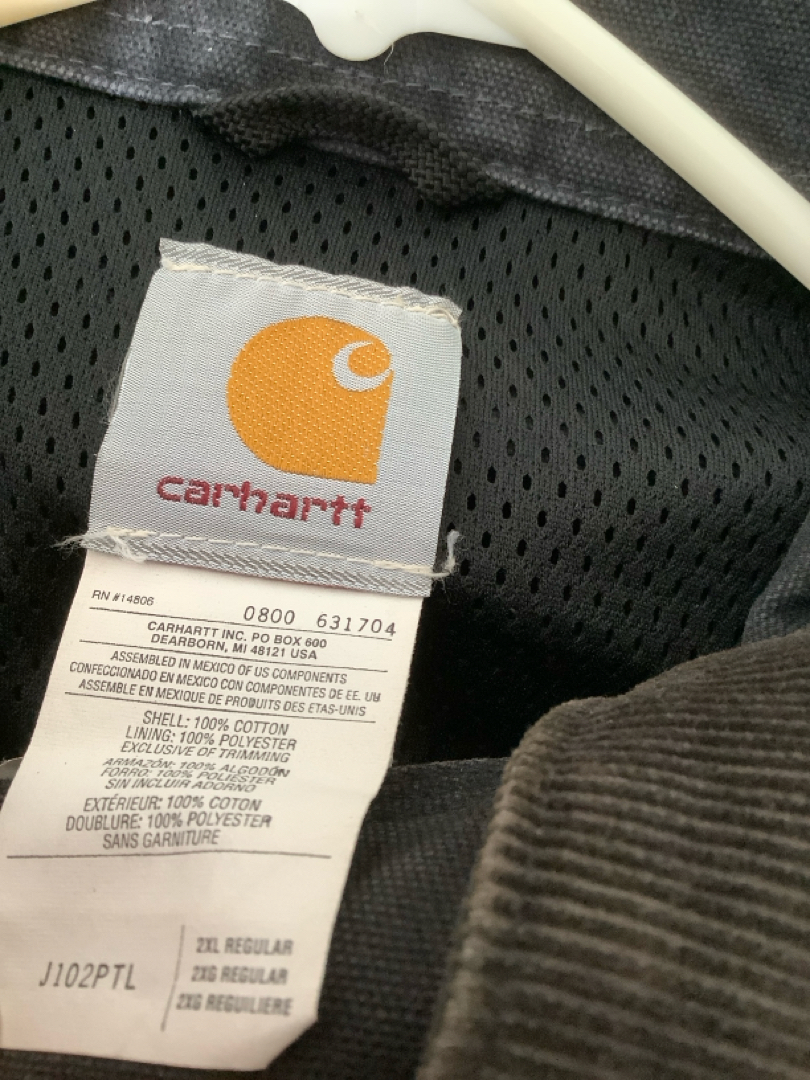 carhartt
RN #14806
0800 631704
CARHARTT INC. PO BOX 600
DEARBORN, MI 48121 USA
ASSEMBLED IN MEXICO OF US COMPONENTS
CONFECCIONADO EN MEXICO CON COMPONENTES DE EE. UU
ASSEMBLE EN MEXIQUE DE PRODUITS DES ETAS-UNIS
SHELL: 100% COTTON
LINING: 100% POLYESTER
EXCLUSIVE OF TRIMMING
ARMAZÓN: 100% ALGODÓN
FORRO: 100% POLIESTER
SIN INCLUIR ADORNO
EXTÉRIEUR: 100% COTON
DOUBLURE: 100% POLYESTER
SANS GARNITURE
2XL REGULAR
J102PTL
2XG REGULAR
2XG REGULIERE